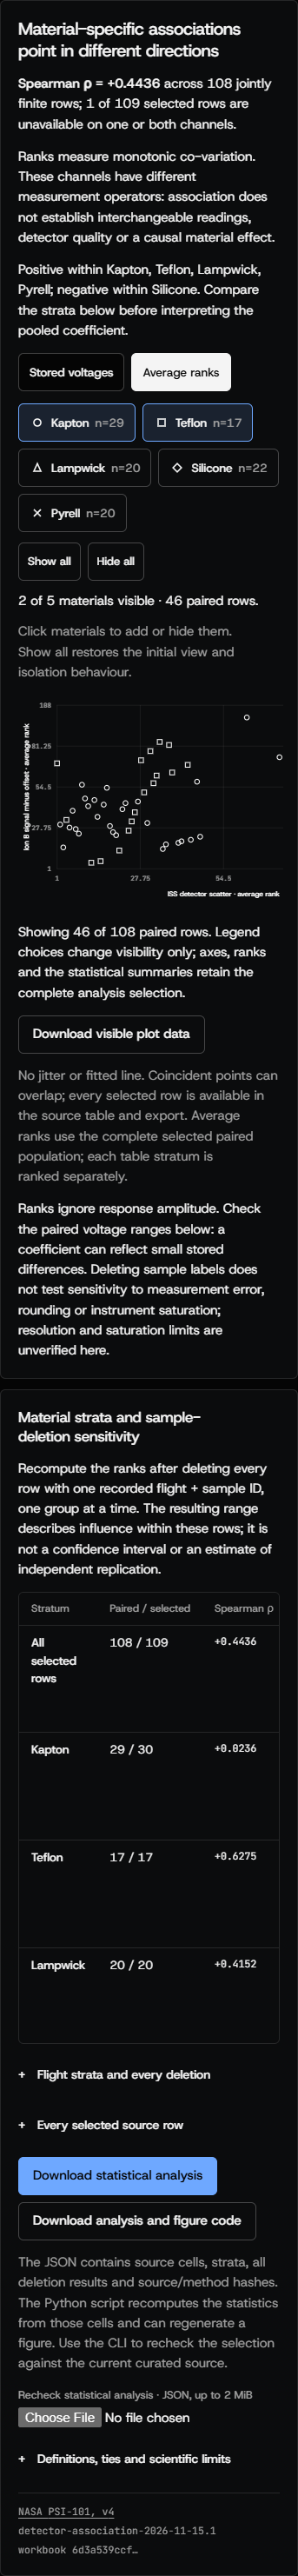 Material-specific associations
point in different directions
Spearman ρ = +0.4436 across 108 jointly
finite rows; 1 of 109 selected rows are
unavailable on one or both channels.
Ranks measure monotonic co-variation.
These channels have different
measurement operators: association does
not establish interchangeable readings,
detector quality or a causal material effect.
Positive within Kapton, Teflon, Lampwick,
Pyrell; negative within Silicone. Compare
the strata below before interpreting the
pooled coefficient.
Stored voltages
Average ranks
Kapton n=29
Teflon n=17
Lampwick n=20
Silicone n=22
Pyrell n=20
Show all
Hide all
2 of 5 materials visible · 46 paired rows.
Click materials to add or hide them.
Show all restores the initial view and
isolation behaviour.
Ion B signal minus offset · average rank
108
81.25
54.5
27.75
1
1
27.75
54.5
ISS detector scatter · average rank
Showing 46 of 108 paired rows. Legend
choices change visibility only; axes, ranks
and the statistical summaries retain the
complete analysis selection.
Download visible plot data
No jitter or fitted line. Coincident points can
overlap; every selected row is available in
the source table and export. Average
ranks use the complete selected paired
population; each table stratum is
ranked separately.
Ranks ignore response amplitude. Check
the paired voltage ranges below: a
coefficient can reflect small stored
differences. Deleting sample labels does
not test sensitivity to measurement error,
rounding or instrument saturation;
resolution and saturation limits are
unverified here.
Material strata and sample-
deletion sensitivity
Recompute the ranks after deleting every
row with one recorded flight + sample ID,
one group at a time. The resulting range
describes influence within these rows; it is
not a confidence interval or an estimate of
independent replication.
Stratum Paired / selected Spearman ρ
All selected rows 108 / 109 +0.4436
Kapton 29 / 30 +0.0236
Teflon 17 / 17 +0.6275
Lampwick 20 / 20 +0.4152
+ Flight strata and every deletion
+ Every selected source row
Download statistical analysis
Download analysis and figure code
The JSON contains source cells, strata, all
deletion results and source/method hashes.
The Python script recomputes the statistics
from those cells and can regenerate a
figure. Use the CLI to recheck the selection
against the current curated source.
Recheck statistical analysis · JSON, up to 2 MiB
Choose File No file chosen
+ Definitions, ties and scientific limits
NASA PSI-101, v4
detector-association-2026-11-15.1
workbook 6d3a539ccf…